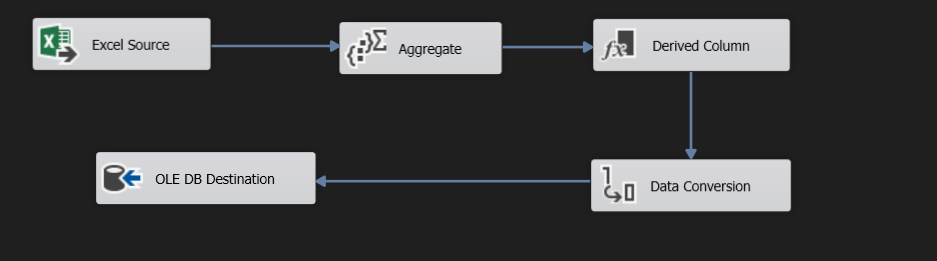 Excel Source
Aggregate
Derived Column
OLE DB Destination
Data Conversion